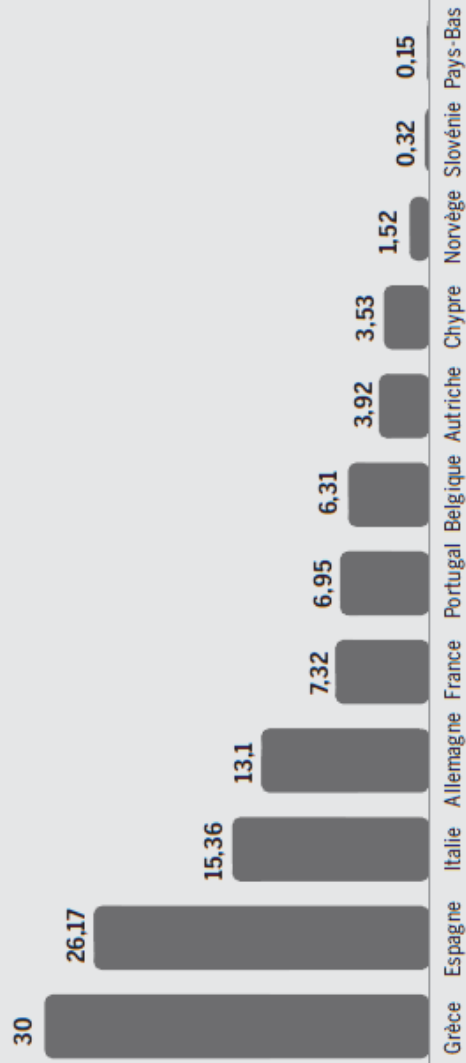 30
26,17
15,36
13,1
7,32
6,95
6,31
3,92
3,53
1,52
0,32
0,15
Grèce
Espagne
Italie
Allemagne
France
Portugal
Belgique
Autriche
Chypre
Norvège
Slovénie
Pays-Bas